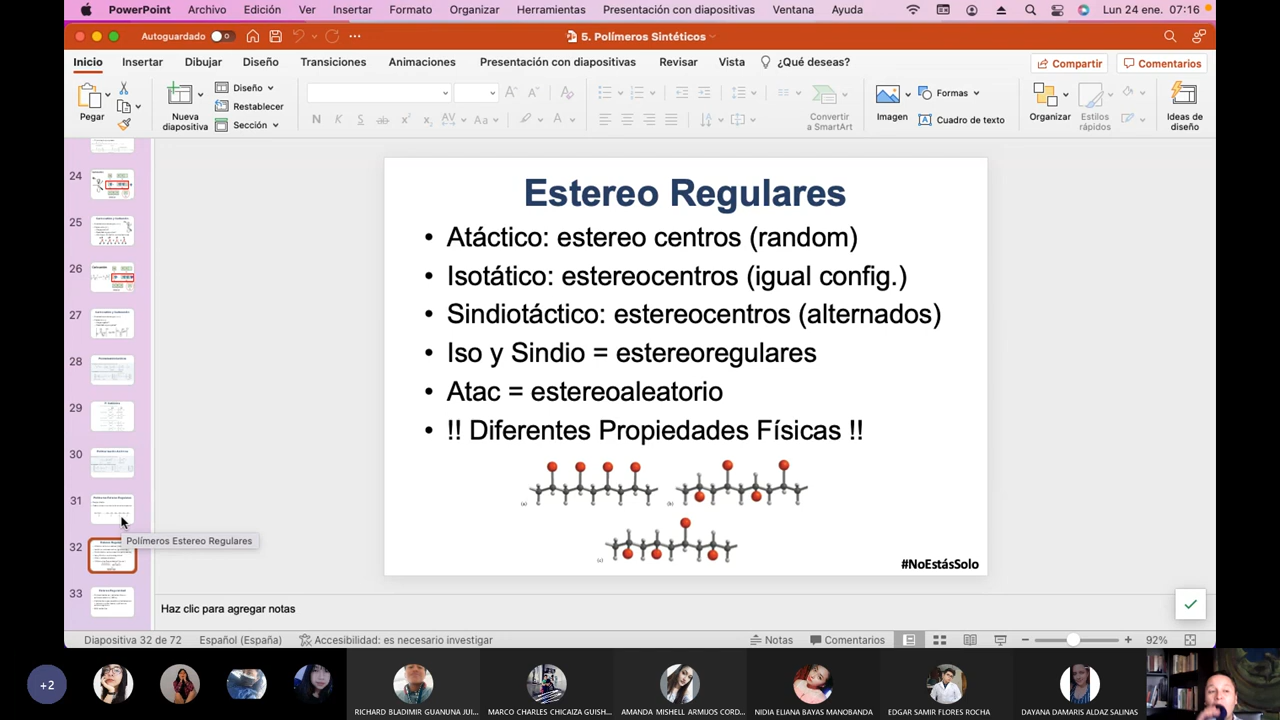 PowerPoint Archivo Edición Ver Insertar Formato Organizar Herramientas Presentación con diapositivas Ventana Ayuda Lun 24 ene. 07:16
Autoguardado 5. Polímeros Sintéticos
Inicio Insertar Dibujar Diseño Transiciones Animaciones Presentación con diapositivas Revisar Vista ¿Qué desea? Compartir Comentarios
Pegar
Nueva diapositiva
Diseño
Restablecer
Sección
N K S
Convertir a SmartArt
Imagen
Formas
Cuadro de texto
Organizar
Estilos rápidos
Ideas de diseño
24
25
26
27
28
29
30
31
32
33
Polímeros Estereo Regulares
Estereo Regulares
• Atáctico: estereo centros (random)
• Isotático: estereocentros (igual config.)
• Sindiotáctico: estereocentros (alternados)
• Iso y Sindio = estereoregulares
• Atac = estereoaleatorio
• !! Diferentes Propiedades Físicas !!
(a) (b)
(c)
#NoEstásSolo
Haz clic para agregar notas
Diapositiva 32 de 72 Español (España) Accesibilidad: es necesario investigar Notas Comentarios 92%
+2
RICHARD BLADIMIR GUANUNA JUI... MARCO CHARLES CHICAIZA GUISH... AMANDA MISHELL ARMIJOS CORD... NIDIA ELIANA BAYAS MANOBANDA EDGAR SAMIR FLORES ROCHA DAYANA DAMARIS ALDAZ SALINAS